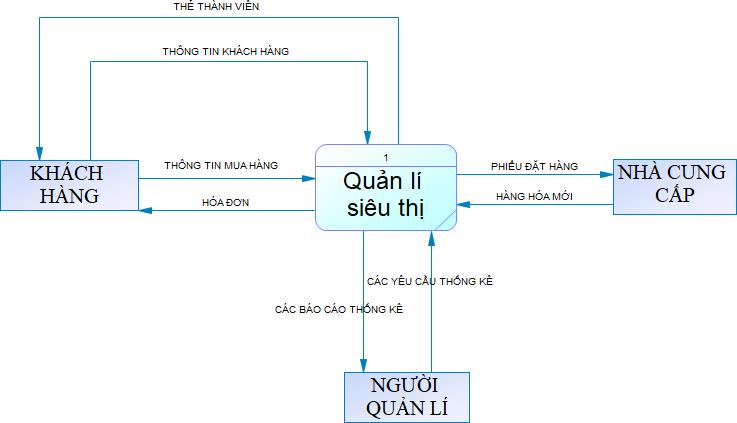 THẺ THÀNH VIÊN
THÔNG TIN KHÁCH HÀNG
1
KHÁCH
HÀNG
THÔNG TIN MUA HÀNG
Quản lí
siêu thị
PHIẾU ĐẶT HÀNG
NHÀ CUNG
CẤP
HÓA ĐƠN
HÀNG HÓA MỚI
CÁC YÊU CẦU THỐNG KÊ
CÁC BÁO CÁO THỐNG KÊ
NGƯỜI
QUẢN LÍ